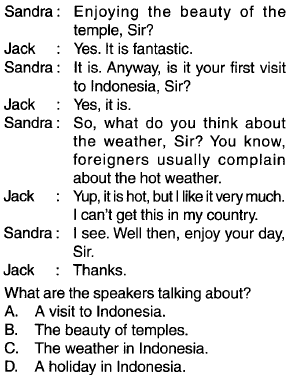 Sandra : Enjoying the beauty of the
temple, Sir?
Jack : Yes. It is fantastic.
Sandra : It is. Anyway, is it your first visit
to Indonesia, Sir?
Jack : Yes, it is.
Sandra : So, what do you think about
the weather, Sir? You know,
foreigners usually complain
about the hot weather.
Jack : Yup, it is hot, but I like it very much.
I can't get this in my country.
Sandra : I see. Well then, enjoy your day,
Sir.
Jack : Thanks.
What are the speakers talking about?
A. A visit to Indonesia.
B. The beauty of temples.
C. The weather in Indonesia.
D. A holiday in Indonesia.